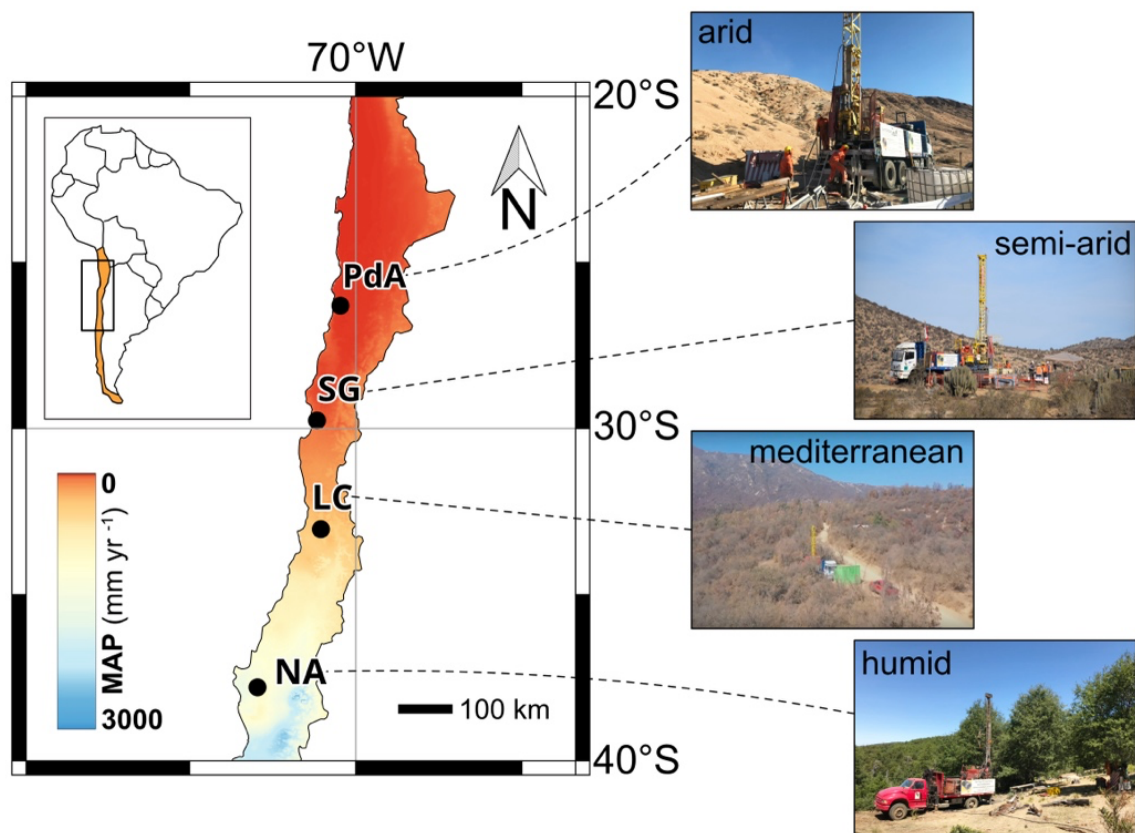 70°W
20°S
N
PdA
SG
30°S
LC
NA
0
MAP (mm yr⁻¹)
3000
100 km
40°S
arid
semi-arid
mediterranean
humid